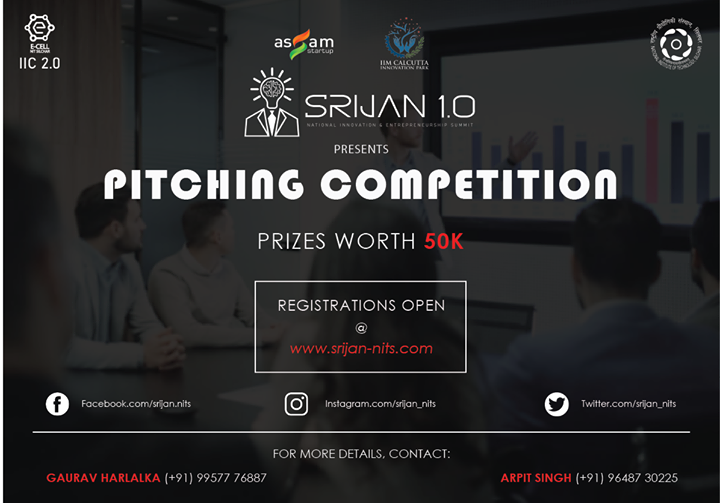 E-CELL
NIT SILCHAR
IIC 2.0
assam
startup
IIM CALCUTTA
INNOVATION PARK
SRIJAN 1.0
NATIONAL INNOVATION & ENTREPRENEURSHIP SUMMIT
PRESENTS
PITCHING COMPETITION
PRIZES WORTH 50K
REGISTRATIONS OPEN
@
www.srijan-nits.com
Facebook.com/srijan.nits
Instagram.com/srijan_nits
Twitter.com/srijan_nits
FOR MORE DETAILS, CONTACT:
GAURAV HARLALKA (+91) 99577 76887
ARPIT SINGH (+91) 96487 30225